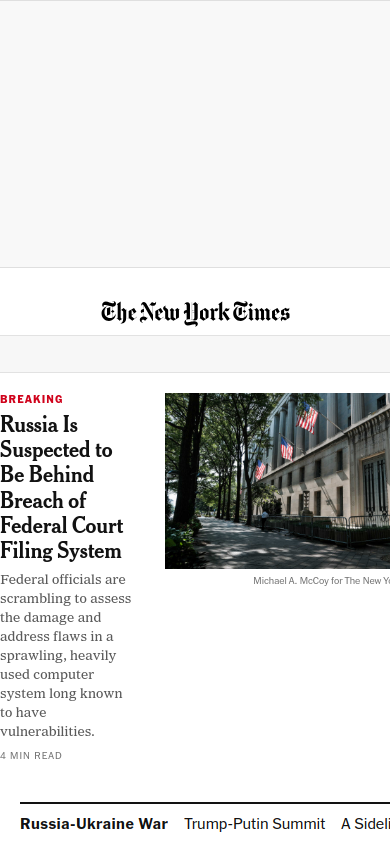 The New York Times
BREAKING
Russia Is
Suspected to
Be Behind
Breach of
Federal Court
Filing System
Federal officials are
scrambling to assess
the damage and
address flaws in a
sprawling, heavily
used computer
system long known
to have
vulnerabilities.
4 MIN READ
Michael A. McCoy for The New
Russia-Ukraine War Trump-Putin Summit A